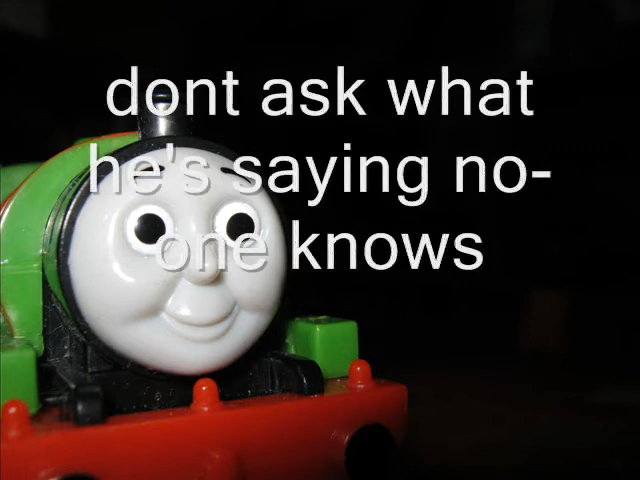 dont ask what
he's saying no-
one knows